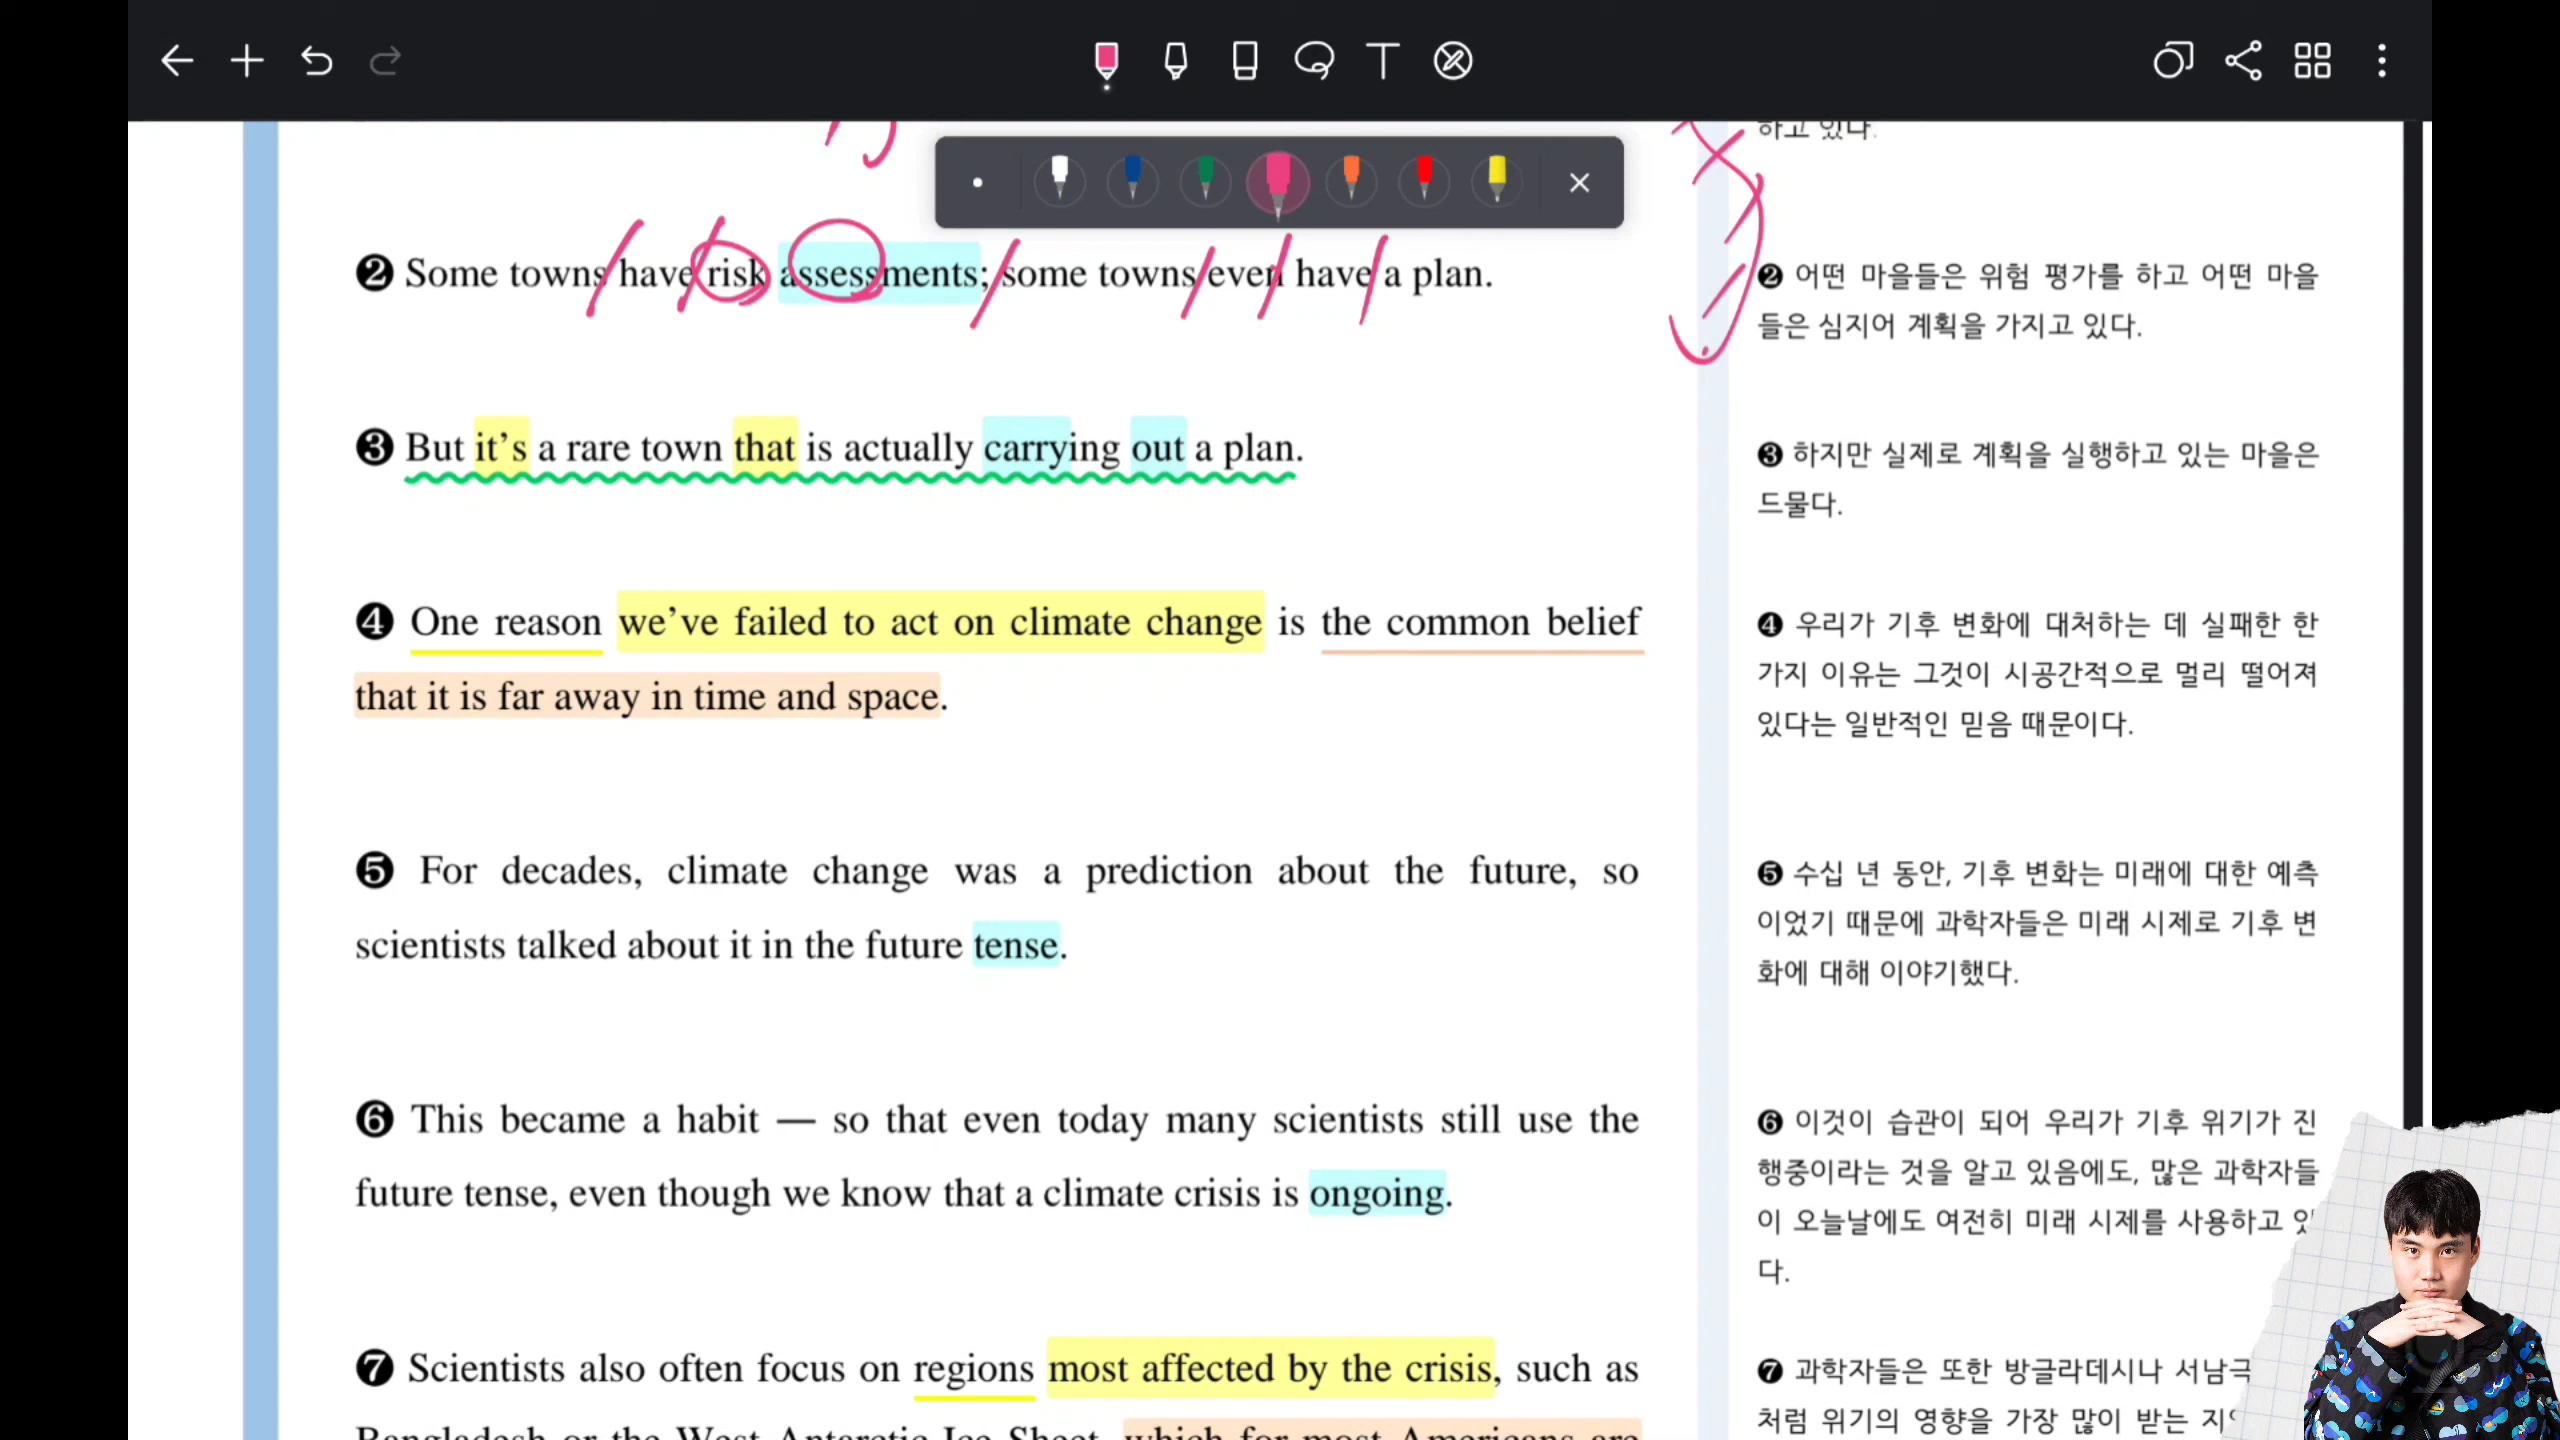 하고 있다.
❷ Some towns have risk assessments; some towns even have a plan.
❷ 어떤 마을들은 위험 평가를 하고 어떤 마을
들은 심지어 계획을 가지고 있다.
❸ But it’s a rare town that is actually carrying out a plan.
❸ 하지만 실제로 계획을 실행하고 있는 마을은
드물다.
❹ One reason we’ve failed to act on climate change is the common belief
that it is far away in time and space.
❹ 우리가 기후 변화에 대처하는 데 실패한 한
가지 이유는 그것이 시공간적으로 멀리 떨어져
있다는 일반적인 믿음 때문이다.
❺ For decades, climate change was a prediction about the future, so
scientists talked about it in the future tense.
❺ 수십 년 동안, 기후 변화는 미래에 대한 예측
이었기 때문에 과학자들은 미래 시제로 기후 변
화에 대해 이야기했다.
❻ This became a habit — so that even today many scientists still use the
future tense, even though we know that a climate crisis is ongoing.
❻ 이것이 습관이 되어 우리가 기후 위기가 진
행중이라는 것을 알고 있음에도, 많은 과학자들
이 오늘날에도 여전히 미래 시제를 사용하고 있
다.
❼ Scientists also often focus on regions most affected by the crisis, such as
Bangladesh or the West Antarctic Ice Sheet, which for most Americans are
❼ 과학자들은 또한 방글라데시나 서남극
처럼 위기의 영향을 가장 많이 받는